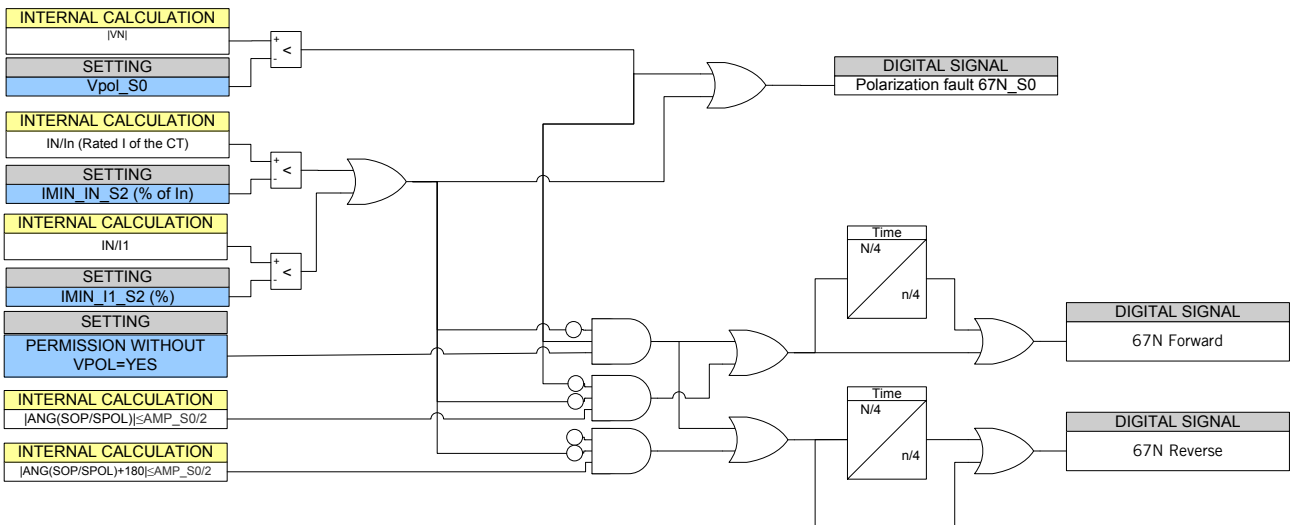 INTERNAL CALCULATION
|VN|
+
-
<
SETTING
Vpol_S0
DIGITAL SIGNAL
Polarization fault 67N_S0
INTERNAL CALCULATION
IN/In (Rated I of the CT)
+
-
<
SETTING
IMIN_IN_S2 (% of In)
INTERNAL CALCULATION
IN/I1
+
-
<
SETTING
IMIN_I1_S2 (%)
SETTING
PERMISSION WITHOUT
VPOL=YES
Time
N/4
n/4
DIGITAL SIGNAL
67N Forward
INTERNAL CALCULATION
|ANG(SOP/SPOL)|≤AMP_S0/2
Time
N/4
n/4
DIGITAL SIGNAL
67N Reverse
INTERNAL CALCULATION
|ANG(SOP/SPOL)+180|≤AMP_S0/2